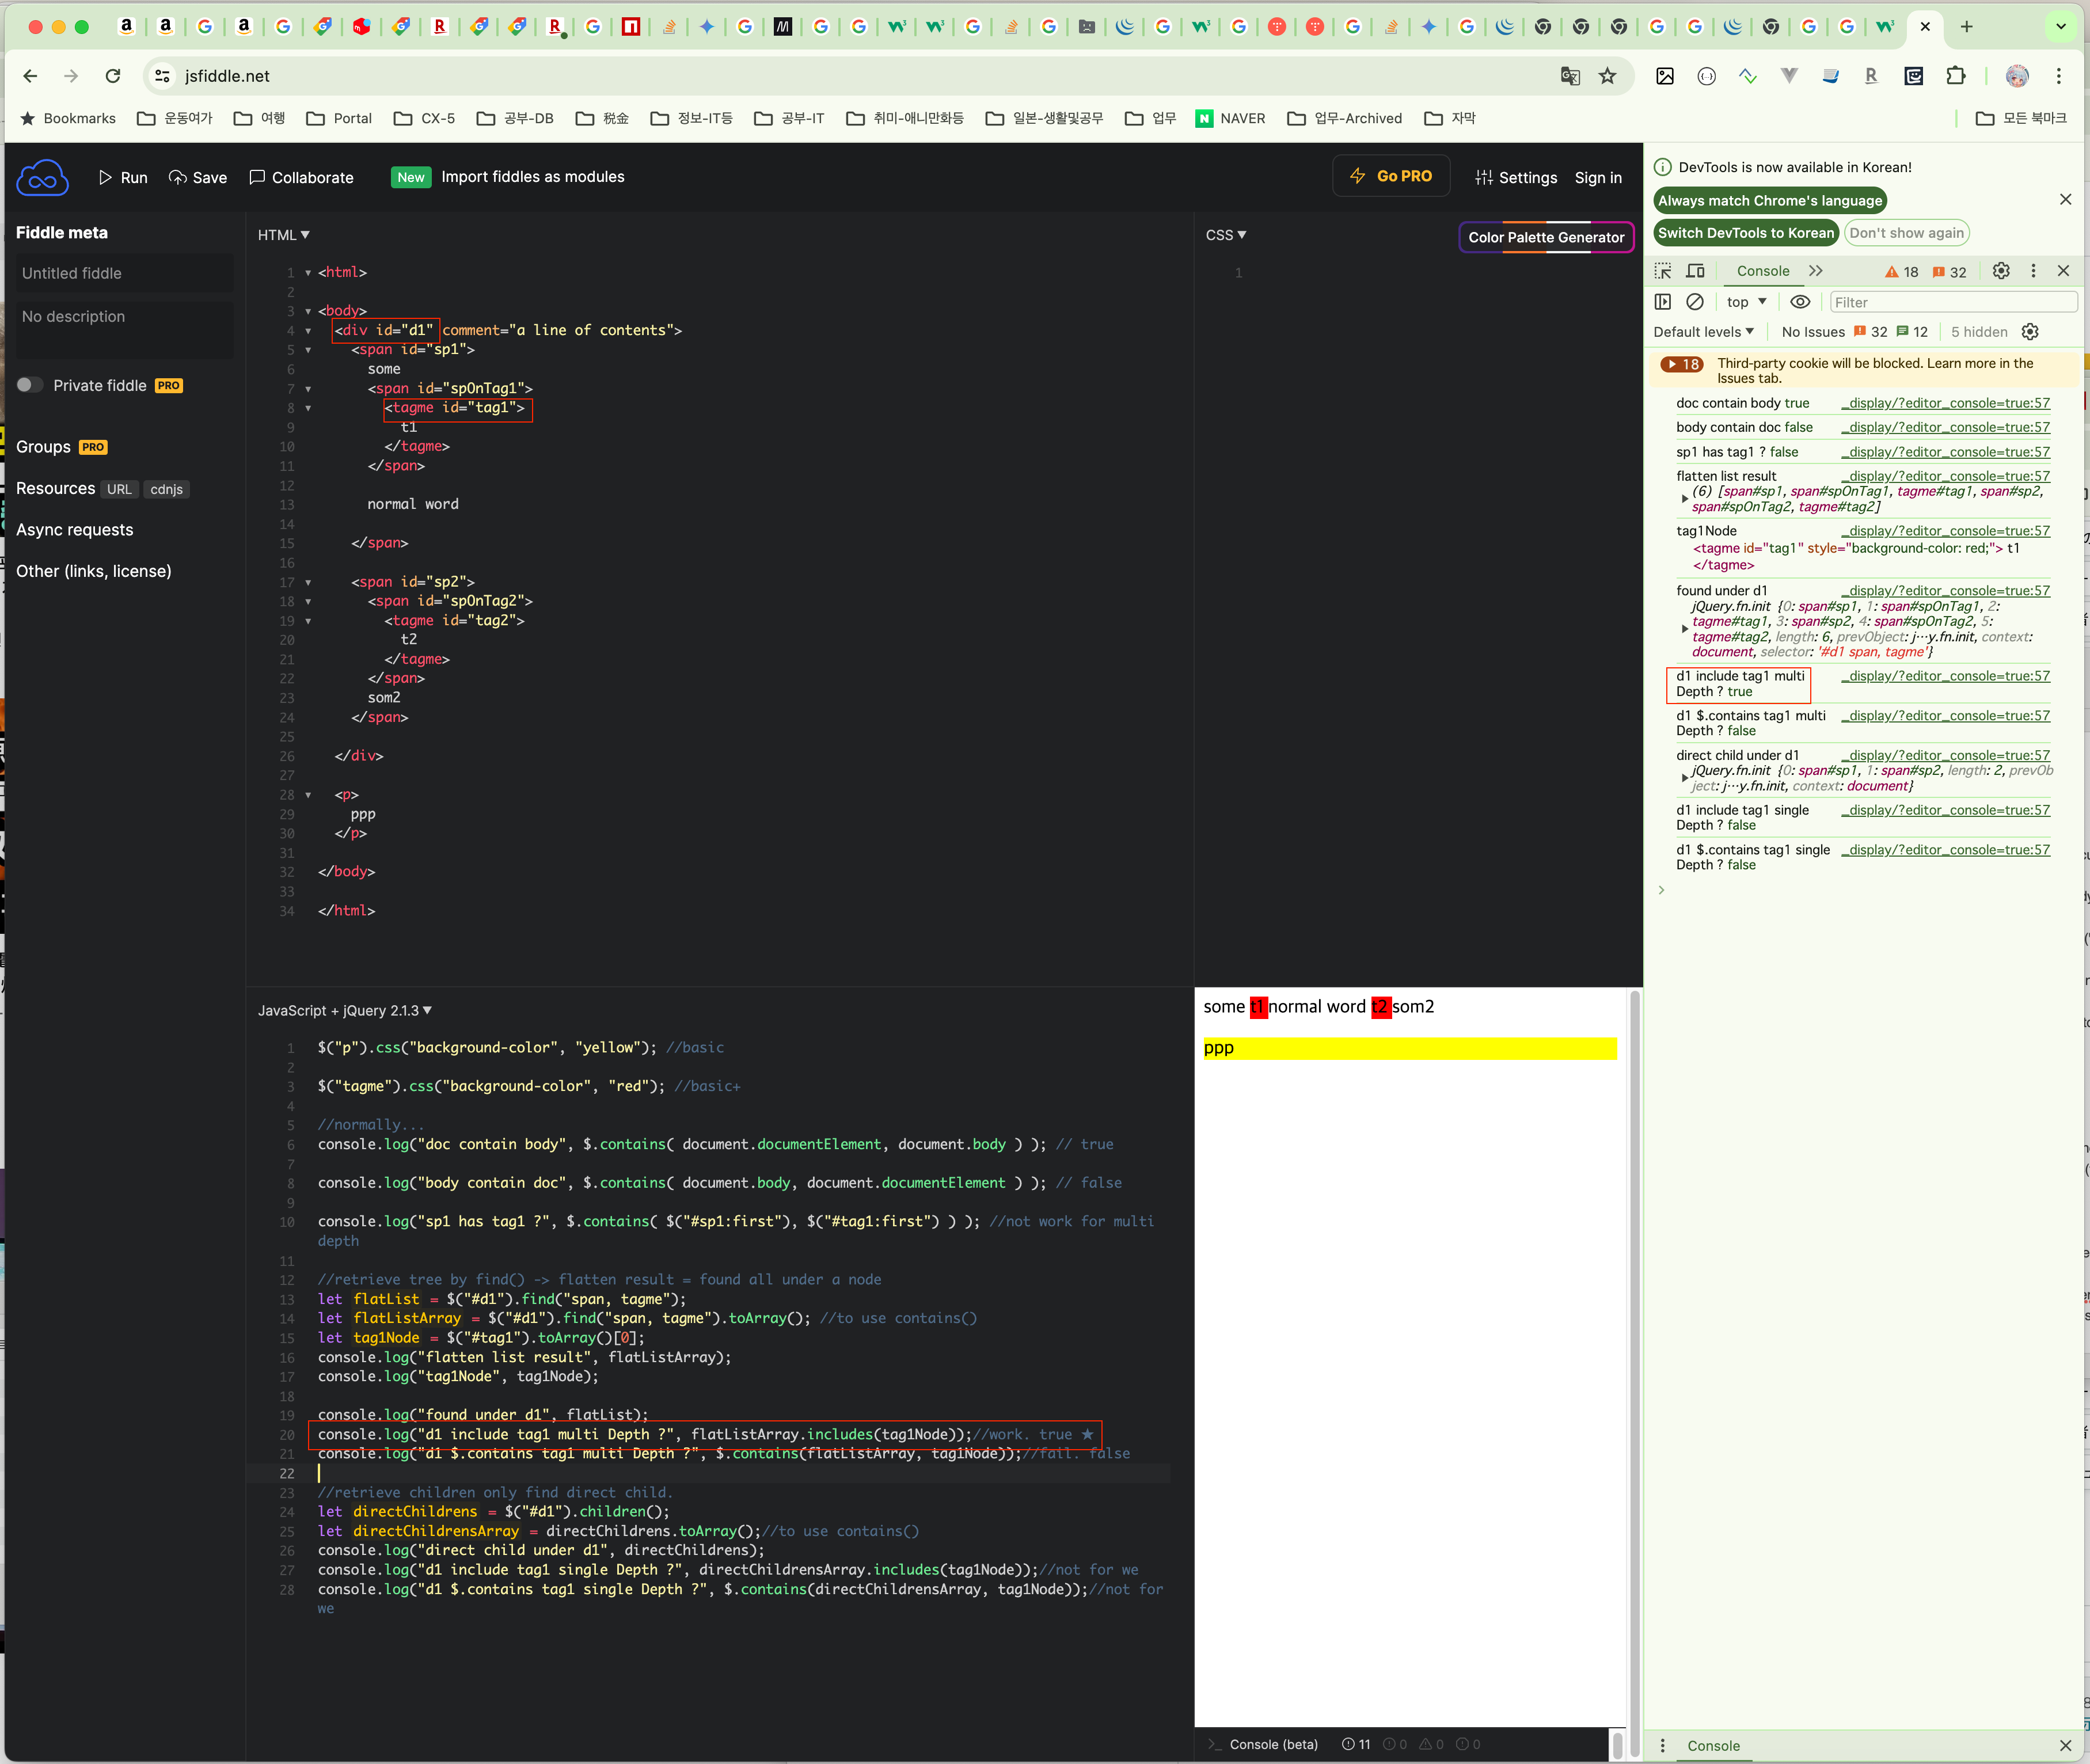 jsfiddle.net
Bookmarks 운동여가 여행 Portal CX-5 공부-DB 税金 정보-IT등 공부-IT 취미-애니만화등 일본-생활및공무 업무 NAVER 업무-Archived 자막 모든 북마크
Run Save Collaborate New Import fiddles as modules Go PRO Settings Sign in
Fiddle meta
Untitled fiddle
No description
Private fiddle PRO
Groups PRO
Resources URL cdnjs
Async requests
Other (links, license)
HTML
1 <html>
2
3 <body>
4 <div id="d1" comment="a line of contents">
5 <span id="sp1">
6 some
7 <span id="spOnTag1">
8 <tagme id="tag1">
9 t1
10 </tagme>
11 </span>
12
13 normal word
14
15 </span>
16
17 <span id="sp2">
18 <span id="spOnTag2">
19 <tagme id="tag2">
20 t2
21 </tagme>
22 </span>
23 som2
24 </span>
25
26 </div>
27
28 <p>
29 ppp
30 </p>
31
32 </body>
33
34 </html>
CSS
Color Palette Generator
1
JavaScript + jQuery 2.1.3
1 $("p").css("background-color", "yellow"); //basic
2
3 $("tagme").css("background-color", "red"); //basic+
4
5 //normally...
6 console.log("doc contain body", $.contains( document.documentElement, document.body ) ); // true
7
8 console.log("body contain doc", $.contains( document.body, document.documentElement ) ); // false
9
10 console.log("sp1 has tag1 ?", $.contains( $("#sp1:first"), $("#tag1:first") ) ); //not work for multi
depth
11
12 //retrieve tree by find() -> flatten result = found all under a node
13 let flatList = $("#d1").find("span, tagme");
14 let flatListArray = $("#d1").find("span, tagme").toArray(); //to use contains()
15 let tag1Node = $("#tag1").toArray()[0];
16 console.log("flatten list result", flatListArray);
17 console.log("tag1Node", tag1Node);
18
19 console.log("found under d1", flatList);
20 console.log("d1 include tag1 multi Depth ?", flatListArray.includes(tag1Node));//work. true ★
21 console.log("d1 $.contains tag1 multi Depth ?", $.contains(flatListArray, tag1Node));//fail. false
22
23 //retrieve children only find direct child.
24 let directChildrens = $("#d1").children();
25 let directChildrensArray = directChildrens.toArray();//to use contains()
26 console.log("direct child under d1", directChildrens);
27 console.log("d1 include tag1 single Depth ?", directChildrensArray.includes(tag1Node));//not for we
28 console.log("d1 $.contains tag1 single Depth ?", $.contains(directChildrensArray, tag1Node));//not for
we
some t1 normal word t2 som2
ppp
Console (beta) 11 0 0 0
DevTools is now available in Korean!
Always match Chrome's language
Switch DevTools to Korean Don't show again
Console 18 32
top Filter
Default levels No Issues 32 12 5 hidden
18 Third-party cookie will be blocked. Learn more in the
Issues tab.
doc contain body true _display/?editor_console=true:57
body contain doc false _display/?editor_console=true:57
sp1 has tag1 ? false _display/?editor_console=true:57
flatten list result _display/?editor_console=true:57
(6) [span#sp1, span#spOnTag1, tagme#tag1, span#sp2,
span#spOnTag2, tagme#tag2]
tag1Node _display/?editor_console=true:57
<tagme id="tag1" style="background-color: red;"> t1
</tagme>
found under d1 _display/?editor_console=true:57
jQuery.fn.init {0: span#sp1, 1: span#spOnTag1, 2:
tagme#tag1, 3: span#sp2, 4: span#spOnTag2, 5:
tagme#tag2, length: 6, prevObject: j…y.fn.init, context:
document, selector: '#d1 span, tagme'}
d1 include tag1 multi _display/?editor_console=true:57
Depth ? true
d1 $.contains tag1 multi _display/?editor_console=true:57
Depth ? false
direct child under d1 _display/?editor_console=true:57
jQuery.fn.init {0: span#sp1, 1: span#sp2, length: 2, prevOb
ject: j…y.fn.init, context: document}
d1 include tag1 single _display/?editor_console=true:57
Depth ? false
d1 $.contains tag1 single _display/?editor_console=true:57
Depth ? false
Console